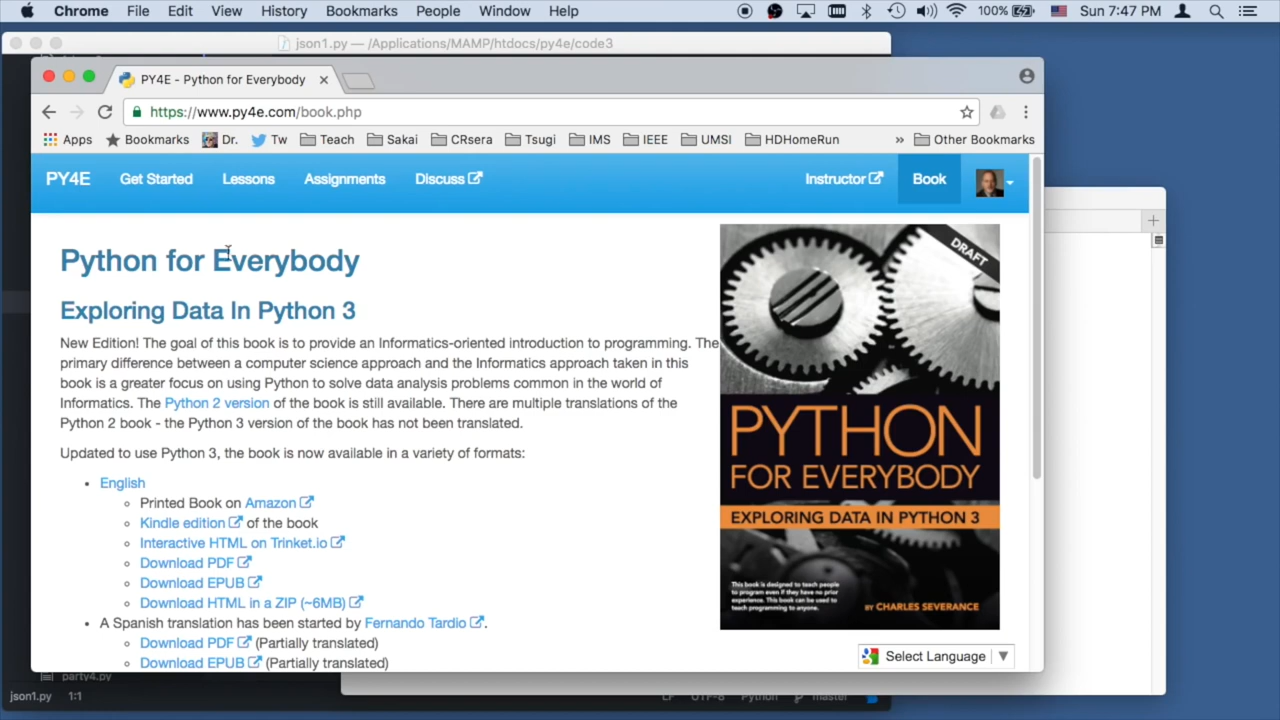 Chrome File Edit View History Bookmarks People Window Help 100% Sun 7:47 PM
json1.py — /Applications/MAMP/htdocs/py4e/code3
PY4E - Python for Everybody
https://www.py4e.com/book.php
Apps Bookmarks Dr. Tw Teach Sakai CRsera Tsugi IMS IEEE UMSI HDHomeRun » Other Bookmarks
PY4E Get Started Lessons Assignments Discuss Instructor Book
Python for Everybody
Exploring Data In Python 3
New Edition! The goal of this book is to provide an Informatics-oriented introduction to programming. The
primary difference between a computer science approach and the Informatics approach taken in this
book is a greater focus on using Python to solve data analysis problems common in the world of
Informatics. The Python 2 version of the book is still available. There are multiple translations of the
Python 2 book - the Python 3 version of the book has not been translated.
Updated to use Python 3, the book is now available in a variety of formats:
English
Printed Book on Amazon
Kindle edition of the book
Interactive HTML on Trinket.io
Download PDF
Download EPUB
Download HTML in a ZIP (~6MB)
A Spanish translation has been started by Fernando Tardio.
Download PDF (Partially translated)
Download EPUB (Partially translated)
DRAFT
PYTHON
FOR EVERYBODY
EXPLORING DATA IN PYTHON 3
This book is designed to teach people
to program even if they have no prior
experience. This book can be used
to teach programming to anyone.
BY CHARLES SEVERANCE
Select Language ▼
party4.py
json1.py 1:1 LF UTF-8 Python master